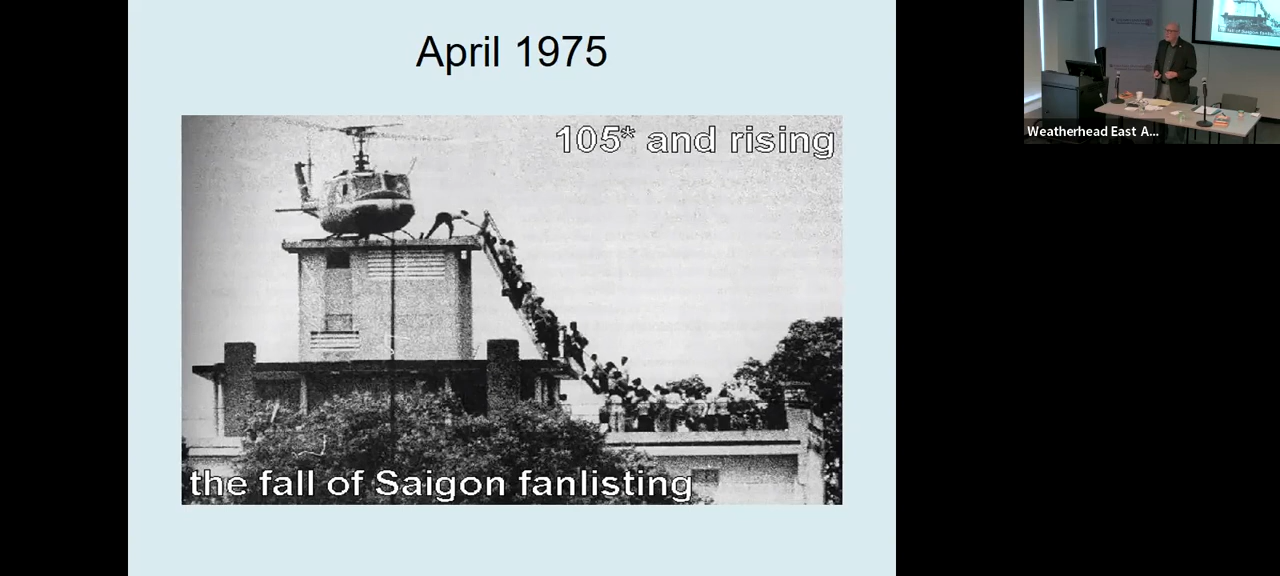 April 1975
105* and rising
the fall of Saigon fanlisting
Weatherhead East A...